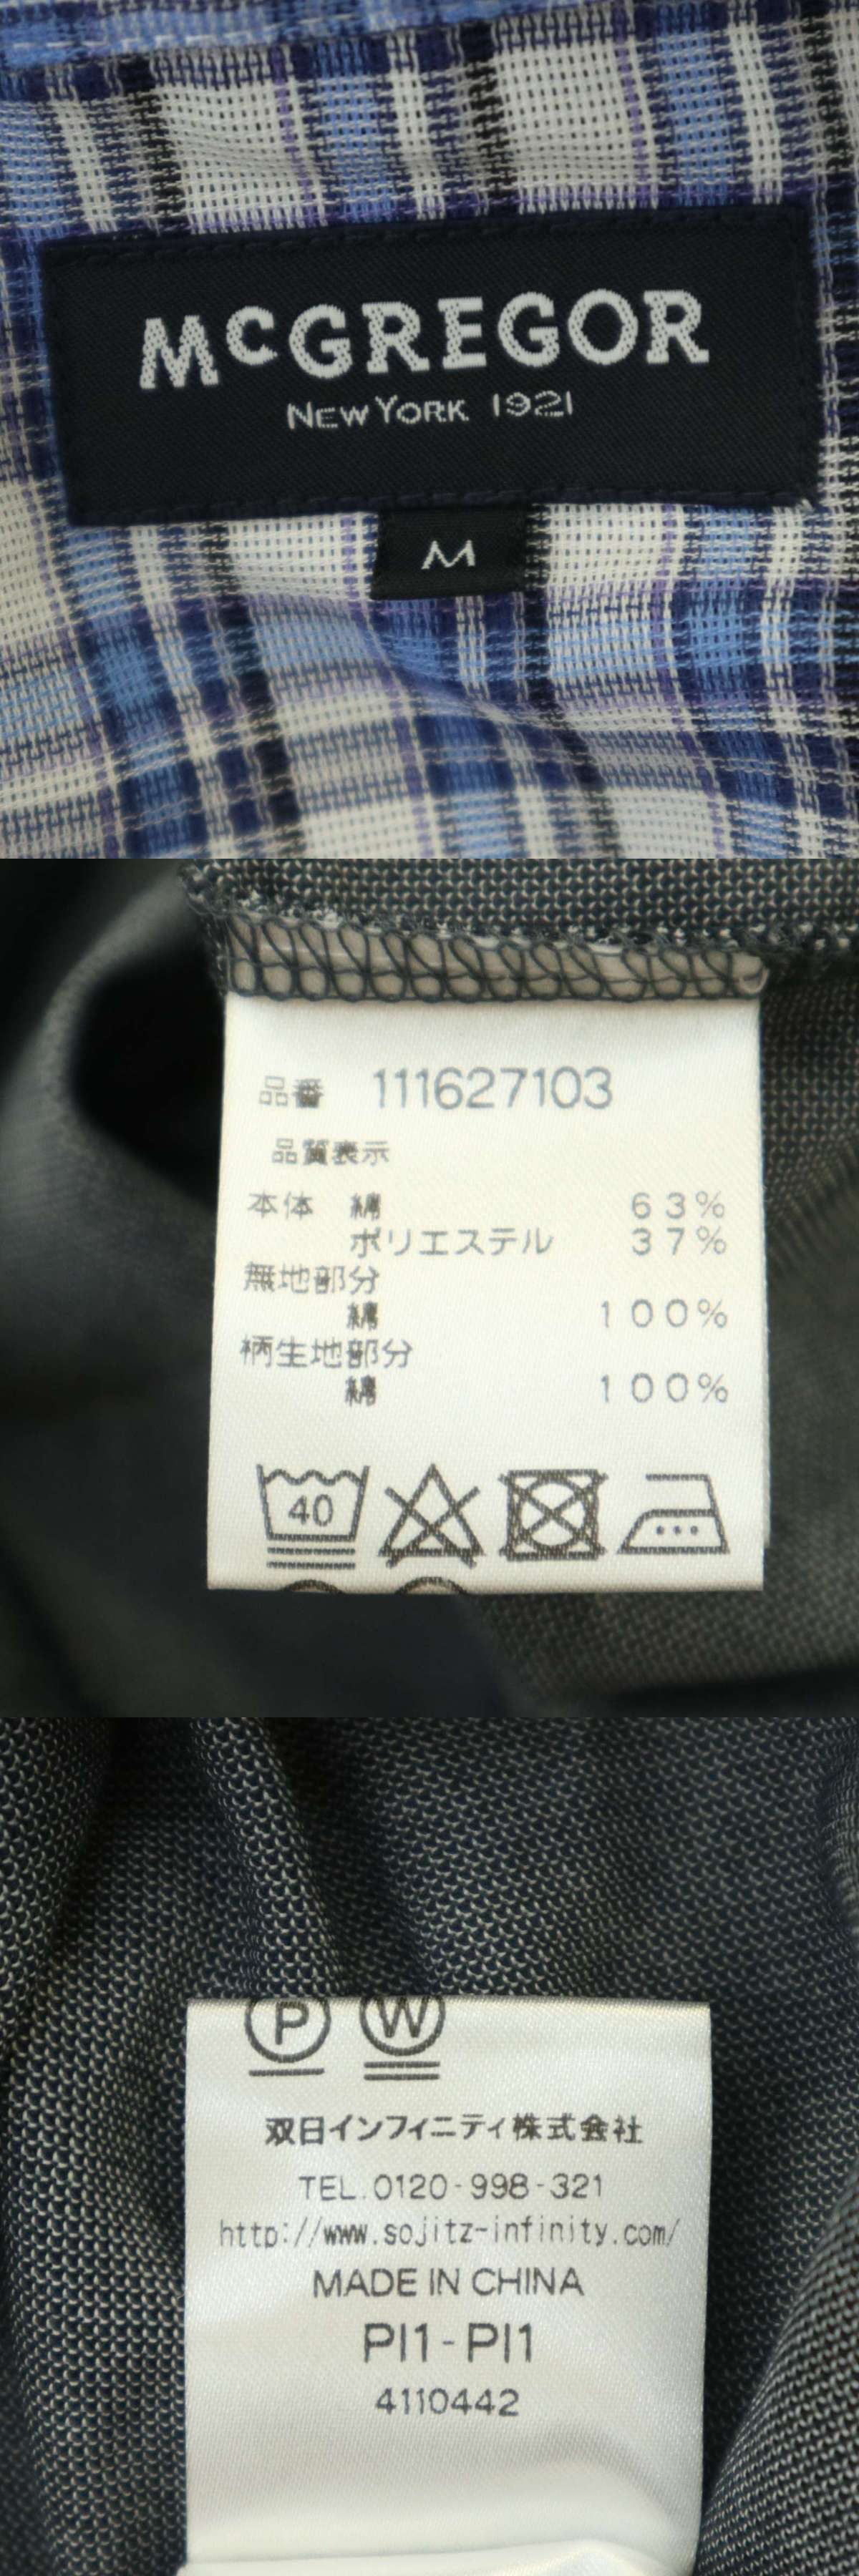 McGREGOR
NEW YORK 1921
M
品番 111627103
品質表示
本体 綿 63%
ポリエステル 37%
無地部分
綿 100%
柄生地部分
綿 100%
40
P W
双日インフィニティ株式会社
TEL.0120-998-321
http://www.sojitz-infinity.com/
MADE IN CHINA
PI1-PI1
4110442